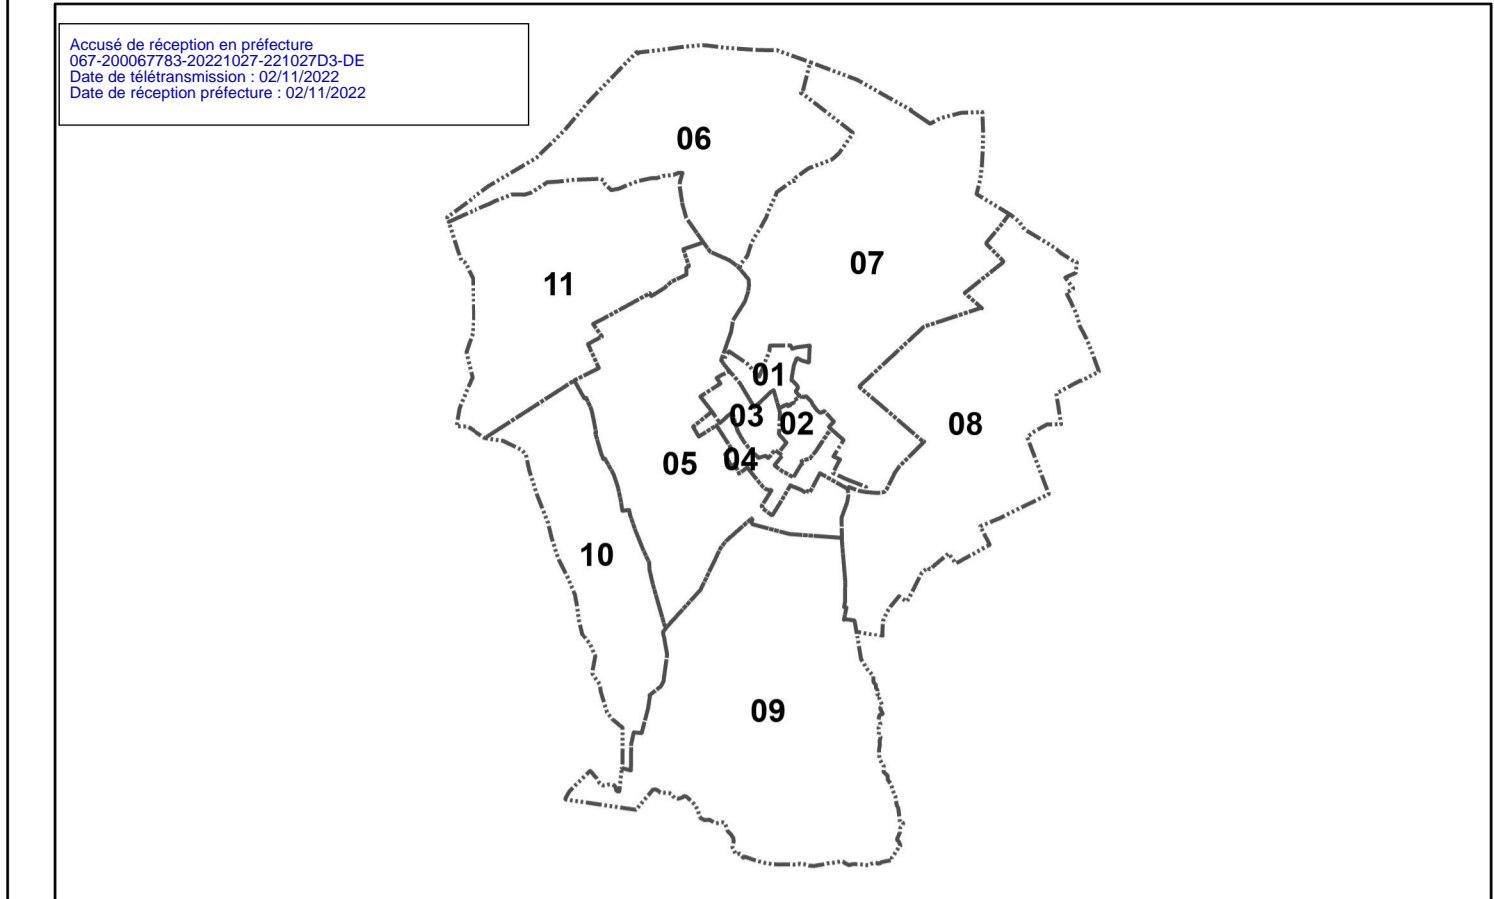 Accusé de réception en préfecture
067-200067783-20221027-221027D3-DE
Date de télétransmission : 02/11/2022
Date de réception préfecture : 02/11/2022
06
07
11
01
03
02
08
04
05
10
09